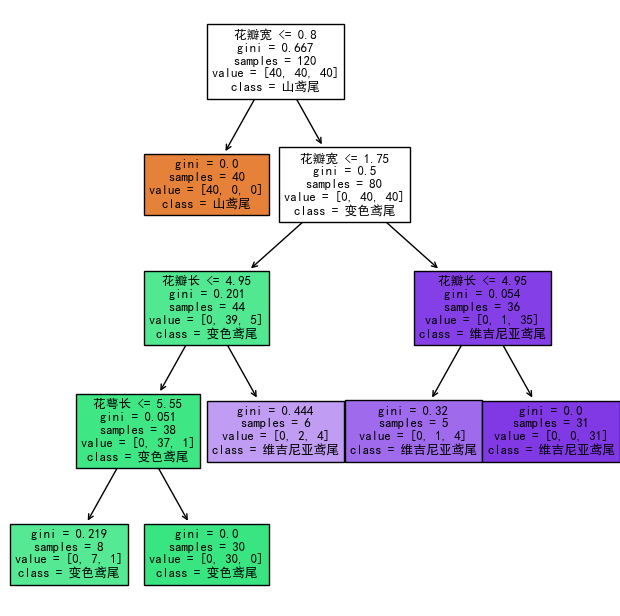 花瓣宽 <= 0.8
gini = 0.667
samples = 120
value = [40, 40, 40]
class = 山鸢尾
gini = 0.0
samples = 40
value = [40, 0, 0]
class = 山鸢尾
花瓣宽 <= 1.75
gini = 0.5
samples = 80
value = [0, 40, 40]
class = 变色鸢尾
花瓣长 <= 4.95
gini = 0.201
samples = 44
value = [0, 39, 5]
class = 变色鸢尾
花瓣长 <= 4.95
gini = 0.054
samples = 36
value = [0, 1, 35]
class = 维吉尼亚鸢尾
花萼长 <= 5.55
gini = 0.051
samples = 38
value = [0, 37, 1]
class = 变色鸢尾
gini = 0.444
samples = 6
value = [0, 2, 4]
class = 维吉尼亚鸢尾
gini = 0.32
samples = 5
value = [0, 1, 4]
class = 维吉尼亚鸢尾
gini = 0.0
samples = 31
value = [0, 0, 31]
class = 维吉尼亚鸢尾
gini = 0.219
samples = 8
value = [0, 7, 1]
class = 变色鸢尾
gini = 0.0
samples = 30
value = [0, 30, 0]
class = 变色鸢尾